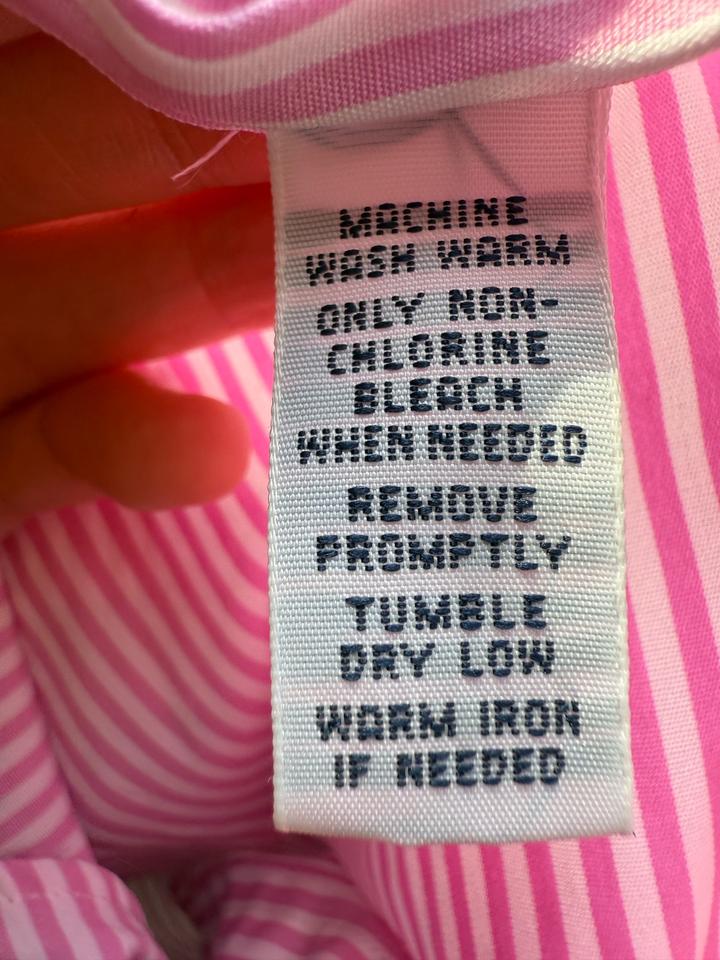 MACHINE
WASH WARM
ONLY NON-
CHLORINE
BLEACH
WHEN NEEDED
REMOVE
PROMPTLY
TUMBLE
DRY LOW
WARM IRON
IF NEEDED